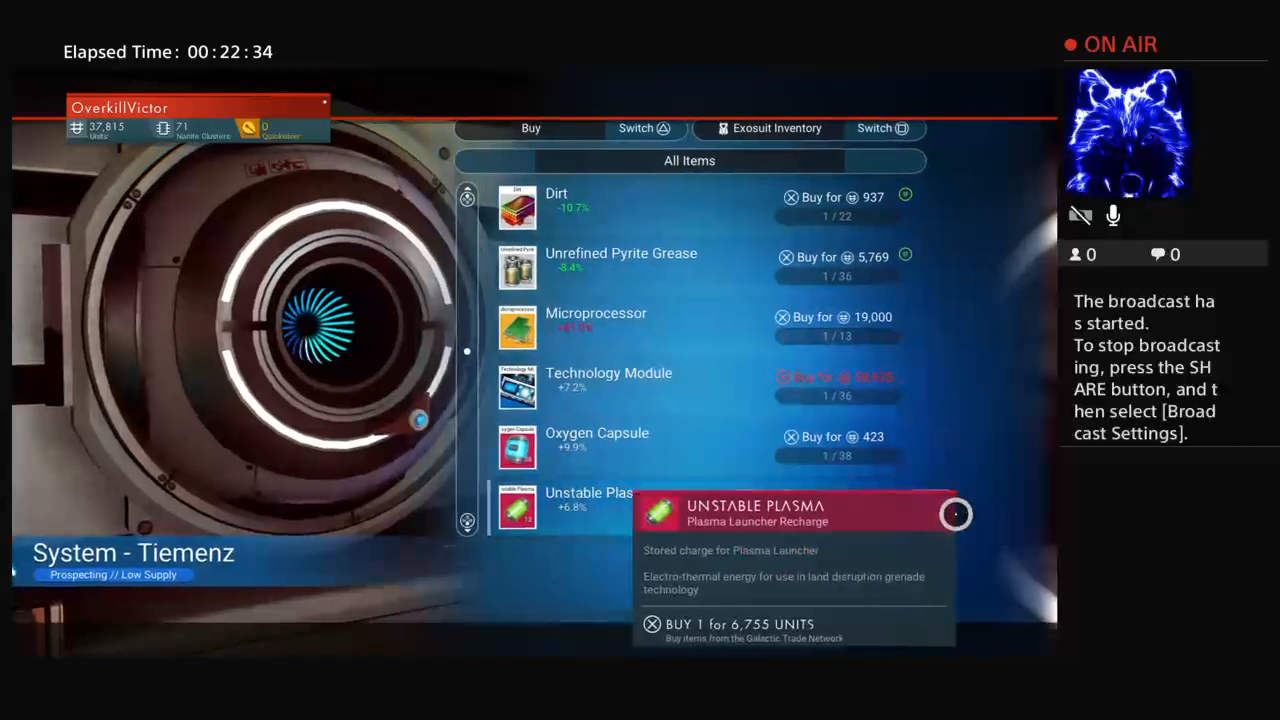 Elapsed Time: 00:22:34
ON AIR
OverkillVictor
37,815
Units
71
Nanite Clusters
0
Quicksilver
Buy
Switch
Exosuit Inventory
Switch
All Items
Dirt
-10.7%
Buy for 937
1 / 22
Unrefined Pyrite Grease
-8.4%
Buy for 5,769
1 / 36
Microprocessor
Buy for 19,000
1 / 13
Technology Module
+7.2%
Buy for
1 / 36
Oxygen Capsule
+9.9%
Buy for 423
1 / 38
Unstable Plas
+6.8%
12
UNSTABLE PLASMA
Plasma Launcher Recharge
Stored charge for Plasma Launcher
Electro-thermal energy for use in land disruption grenade
technology
BUY 1 for 6,755 UNITS
Buy items from the Galactic Trade Network
System - Tiemenz
Prospecting // Low Supply
0
0
The broadcast ha
s started.
To stop broadcast
ing, press the SH
ARE button, and t
hen select [Broad
cast Settings].